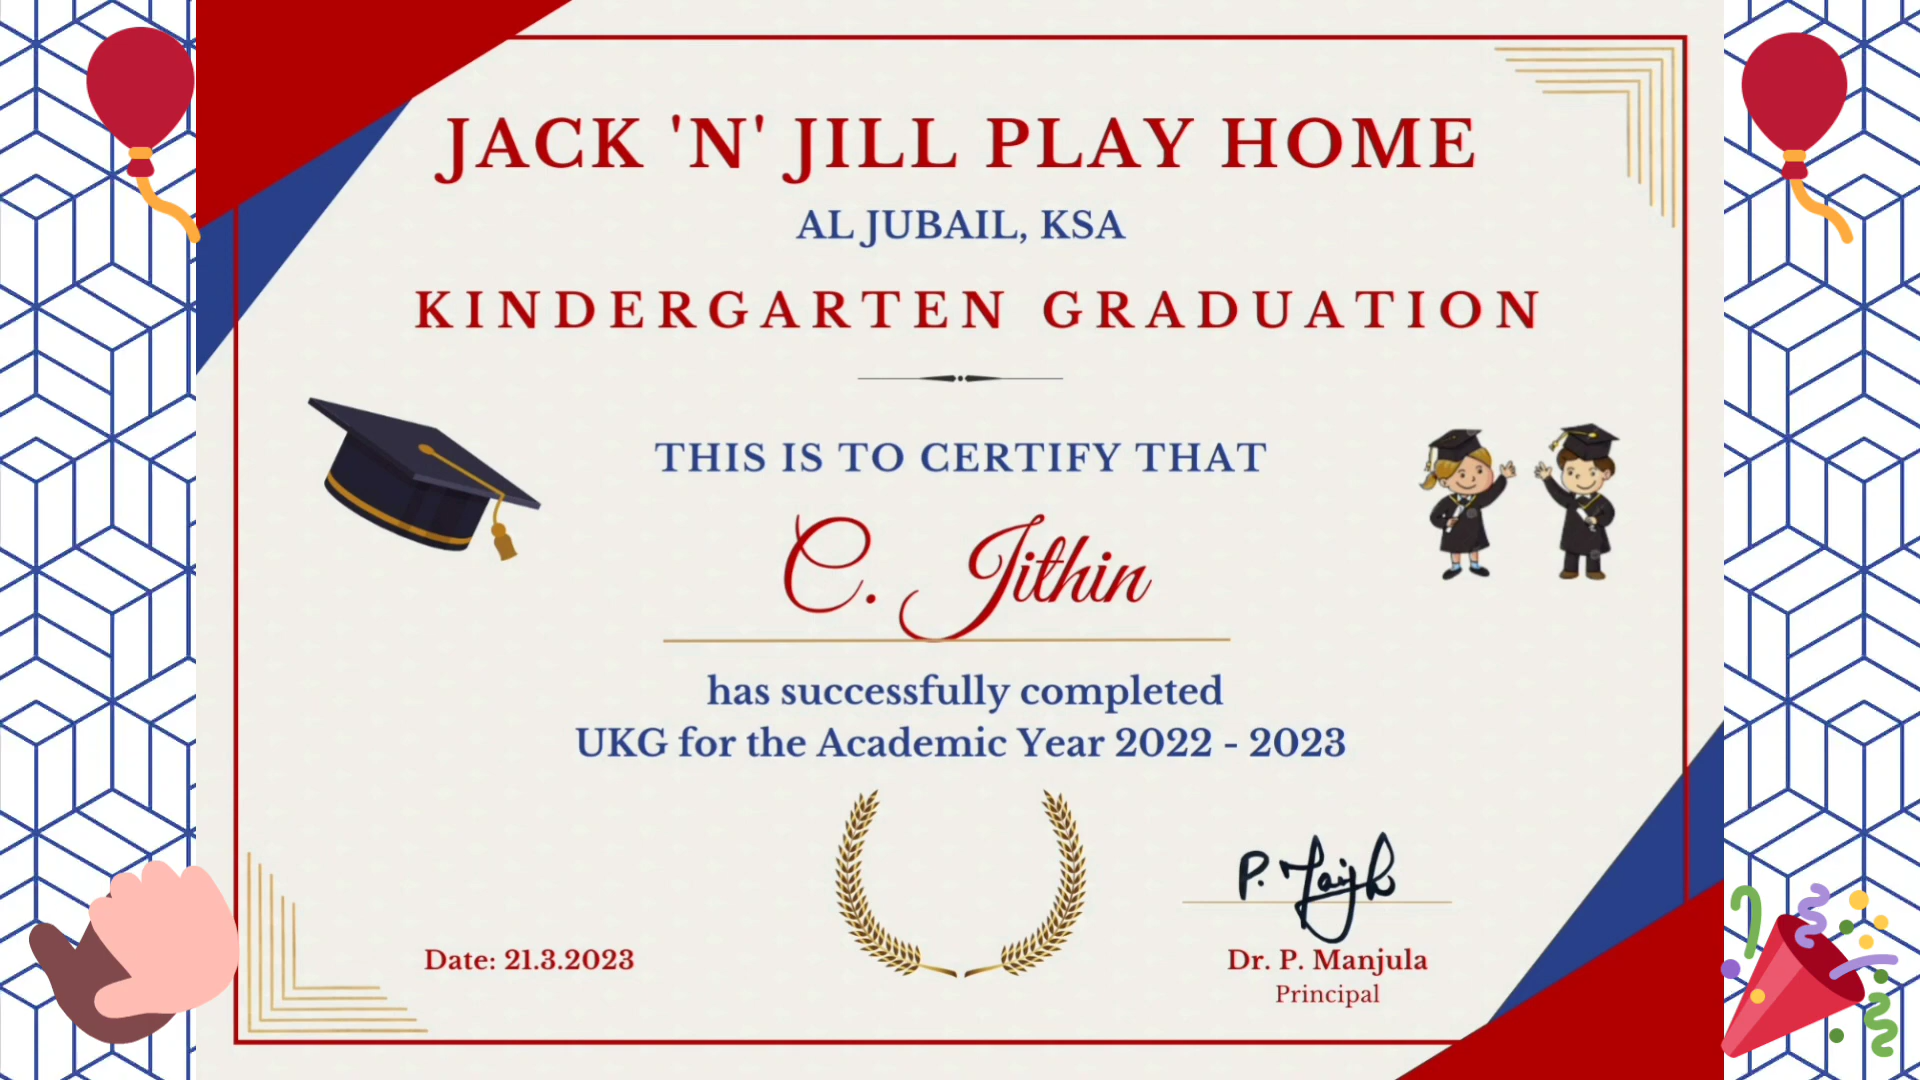 JACK 'N' JILL PLAY HOME
AL JUBAIL, KSA
KINDERGARTEN GRADUATION
THIS IS TO CERTIFY THAT
C. Jithin
has successfully completed
UKG for the Academic Year 2022 - 2023
Date: 21.3.2023
Dr. P. Manjula
Principal